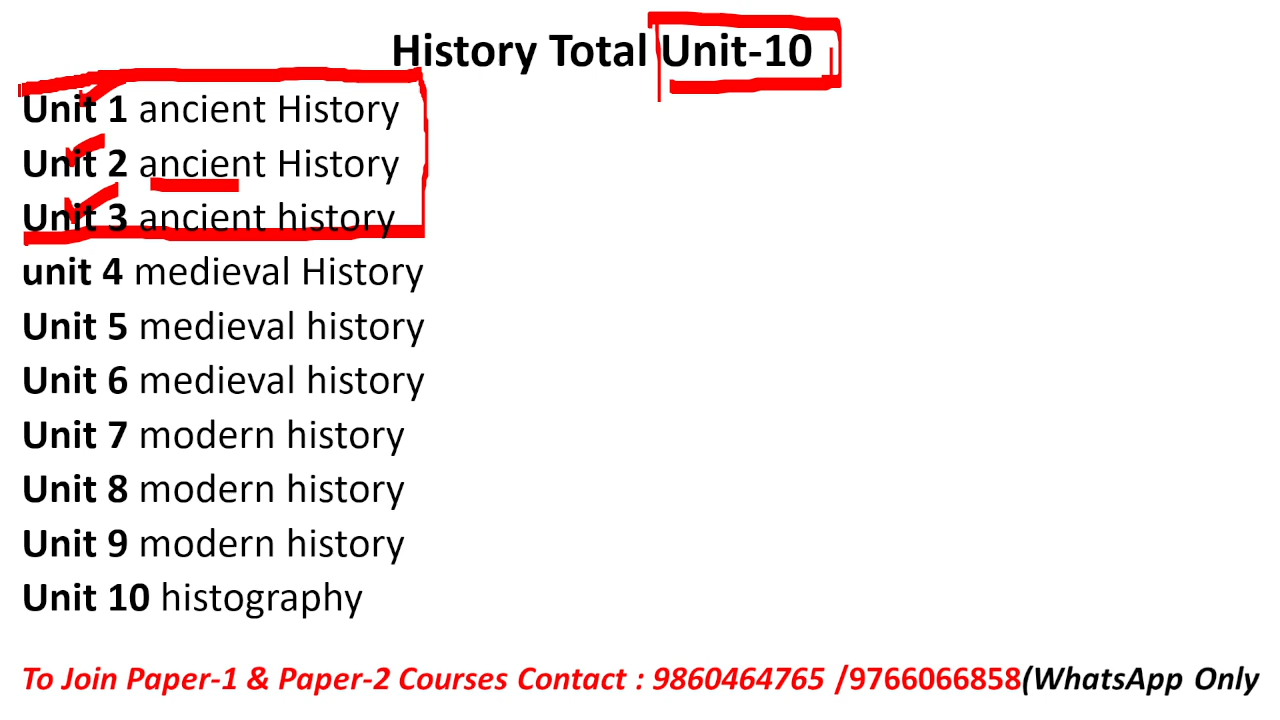 History Total Unit-10
Unit 1 ancient History
Unit 2 ancient History
Unit 3 ancient history
unit 4 medieval History
Unit 5 medieval history
Unit 6 medieval history
Unit 7 modern history
Unit 8 modern history
Unit 9 modern history
Unit 10 histography
To Join Paper-1 & Paper-2 Courses Contact : 9860464765 /9766066858(WhatsApp Only